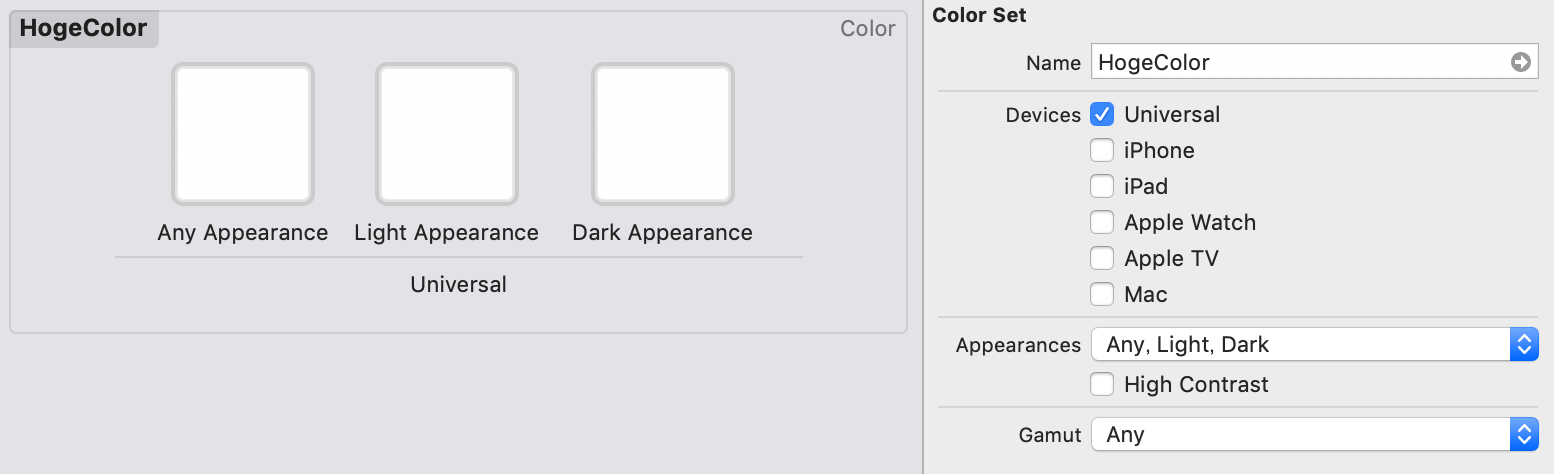 HogeColor
Color
Any Appearance
Light Appearance
Dark Appearance
Universal
Color Set
Name HogeColor
Devices Universal
iPhone
iPad
Apple Watch
Apple TV
Mac
Appearances Any, Light, Dark
High Contrast
Gamut Any